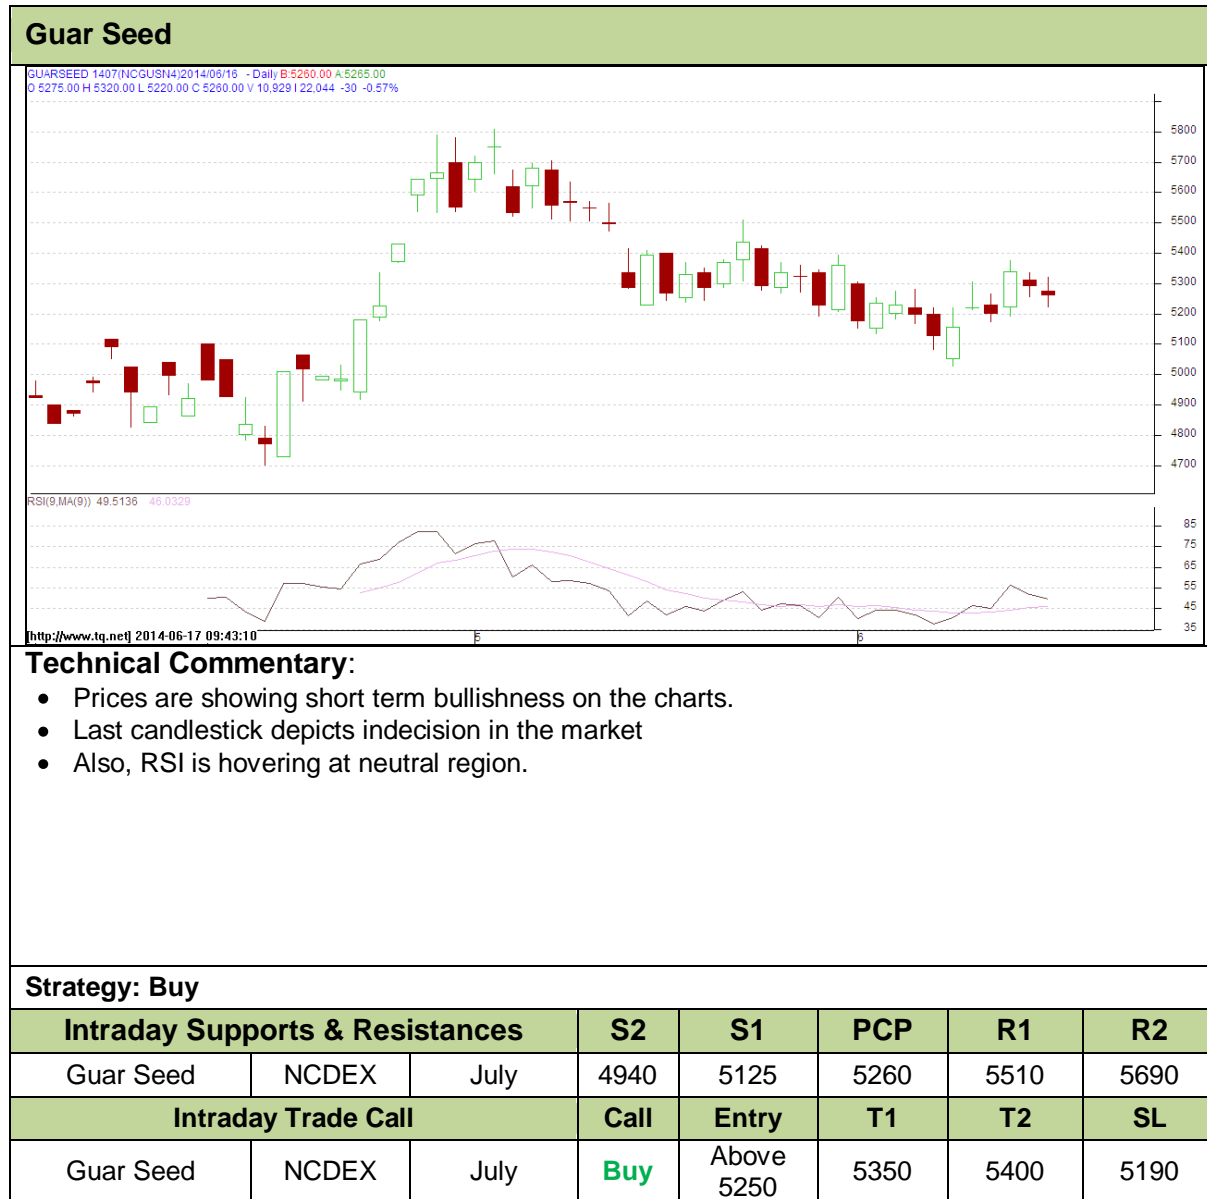 Guar Seed
GUARSEED 1407(NCGUSN4)2014/06/16 - Daily B:5260.00 A:5265.00
O 5275.00 H 5320.00 L 5220.00 C 5260.00 V 10,929 I 22,044 -30 -0.57%
5800
5700
5600
5500
5400
5300
5200
5100
5000
4900
4800
4700
RSI(9,MA(9)) 49.5136 46.0329
85
75
65
55
45
35
[http://www.tq.net] 2014-06-17 09:43:10 5 6
Technical Commentary:
• Prices are showing short term bullishness on the charts.
• Last candlestick depicts indecision in the market
• Also, RSI is hovering at neutral region.
Strategy: Buy
Intraday Supports & Resistances S2 S1 PCP R1 R2
Guar Seed NCDEX July 4940 5125 5260 5510 5690
Intraday Trade Call Call Entry T1 T2 SL
Guar Seed NCDEX July Buy Above 5250 5350 5400 5190